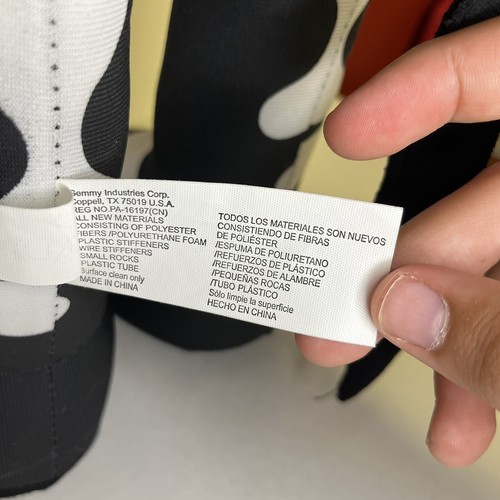 Gemmy Industries Corp.
Coppell, TX 75019 U.S.A.
REG NO.PA-16197(CN)
ALL NEW MATERIALS
CONSISTING OF POLYESTER
FIBERS /POLYURETHANE FOAM
PLASTIC STIFFENERS
WIRE STIFFENERS
SMALL ROCKS
PLASTIC TUBE
Surface clean only
MADE IN CHINA
TODOS LOS MATERIALES SON NUEVOS
CONSISTIENDO DE FIBRAS
DE POLIÉSTER
/ESPUMA DE POLIURETANO
/REFUERZOS DE PLÁSTICO
/REFUERZOS DE ALAMBRE
/PEQUEÑAS ROCAS
/TUBO PLÁSTICO
Sólo limpie la superficie
HECHO EN CHINA